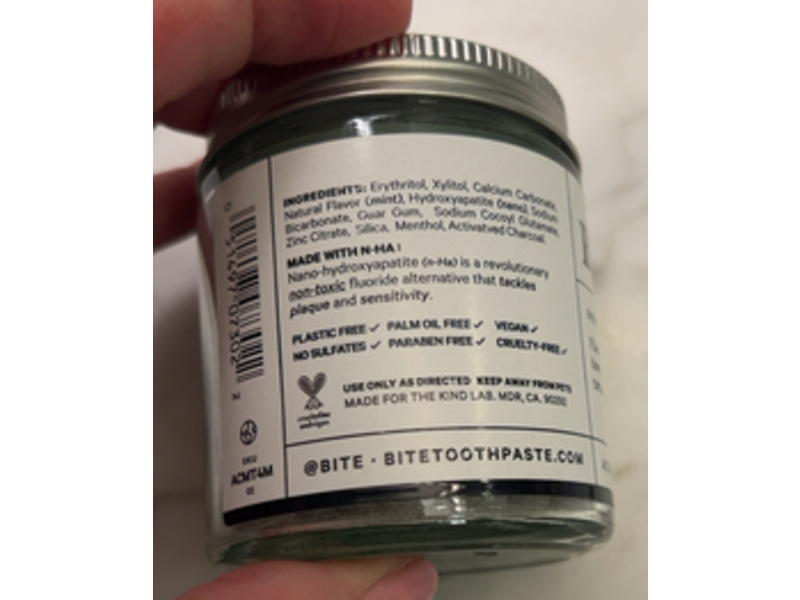 INGREDIENTS: Erythritol, Xylitol, Calcium Carbonate,
Natural Flavor (mint), Hydroxyapatite (nano), Sodium
Bicarbonate, Guar Gum, Sodium Cocoyl Glutamate,
Zinc Citrate, Silica, Menthol, Activated Charcoal.
MADE WITH N-HA!
Nano-hydroxyapatite (n-Ha) is a revolutionary
non-toxic fluoride alternative that tackles
plaque and sensitivity.
PLASTIC FREE ✓ PALM OIL FREE ✓ VEGAN ✓
NO SULFATES ✓ PARABEN FREE ✓ CRUELTY-FREE ✓
USE ONLY AS DIRECTED KEEP AWAY FROM PETS
MADE FOR THE KIND LAB. MDR, CA. 90292
@BITE · BITETOOTHPASTE.COM
SKU
ACMT4M